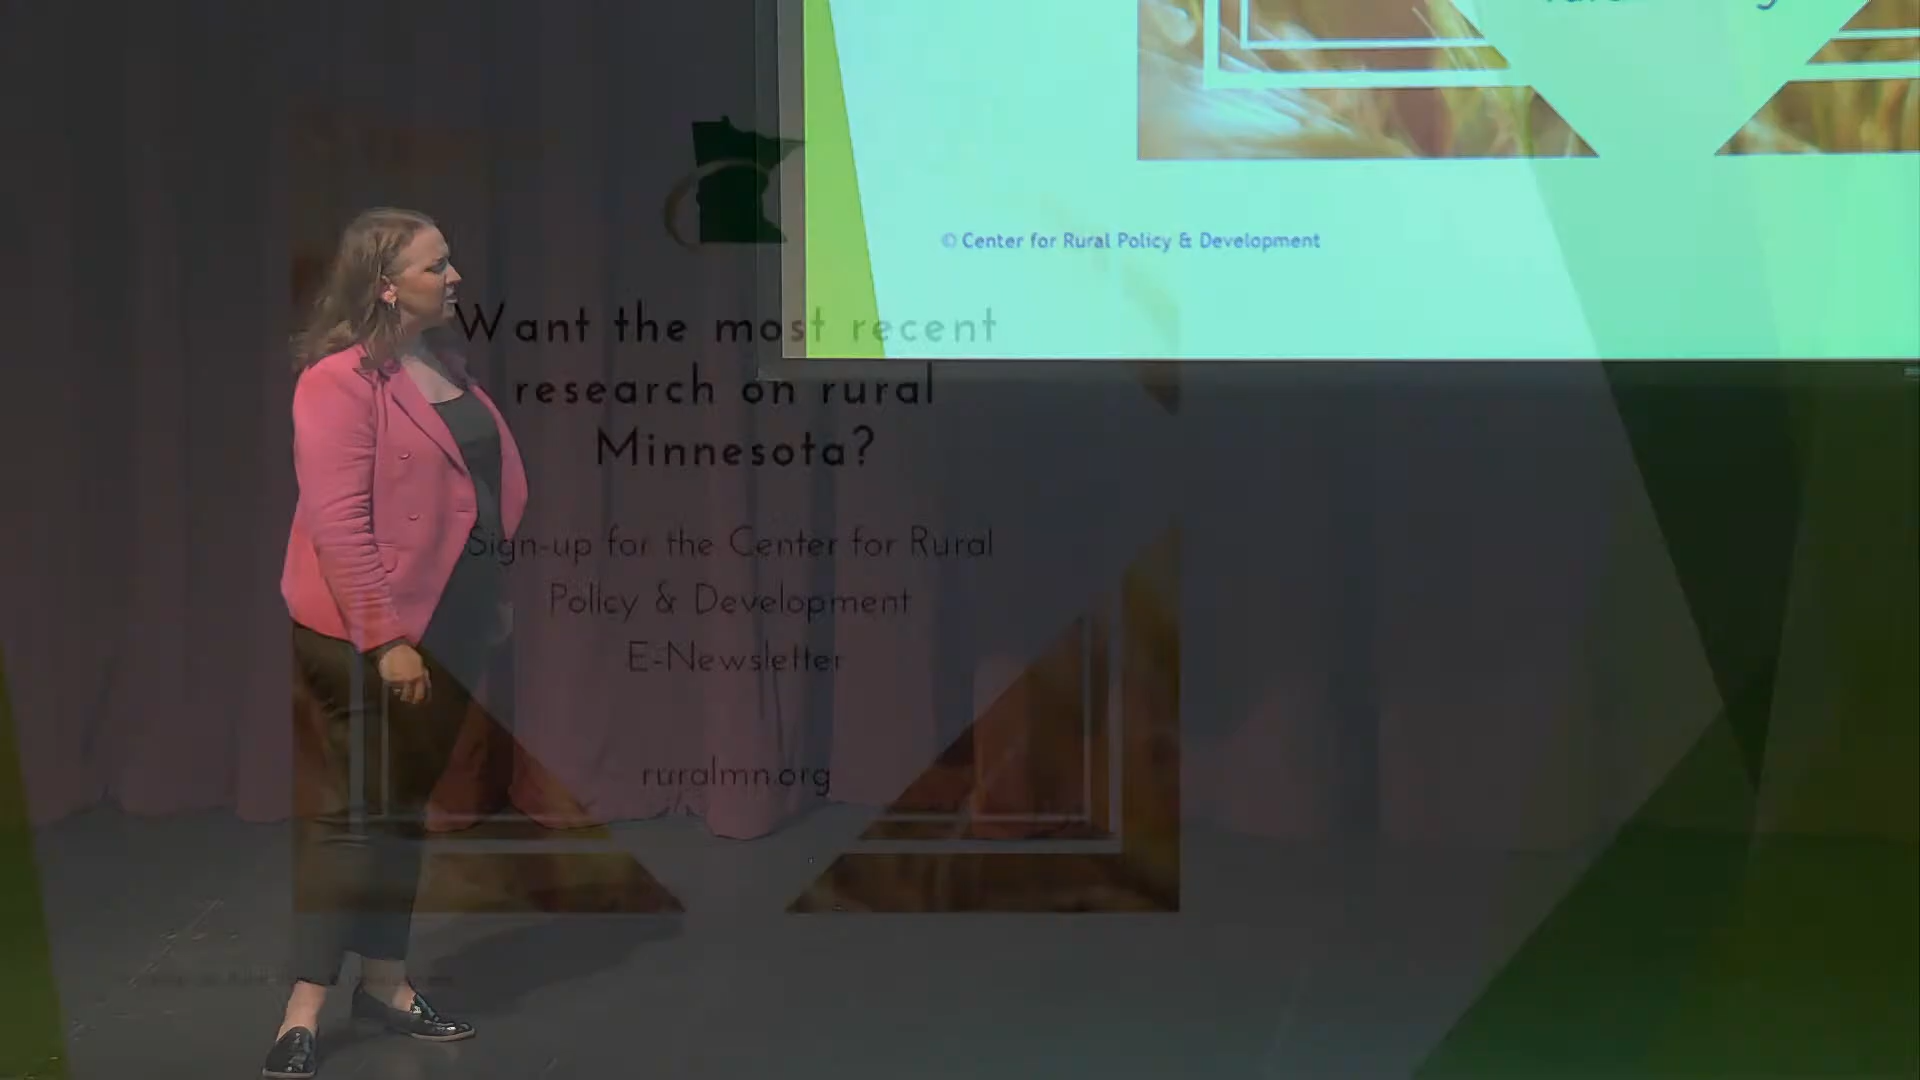 © Center for Rural Policy & Development
Want the most recent
research on rural
Minnesota?
Sign-up for the Center for Rural
Policy & Development
E-Newsletter
ruralmn.org